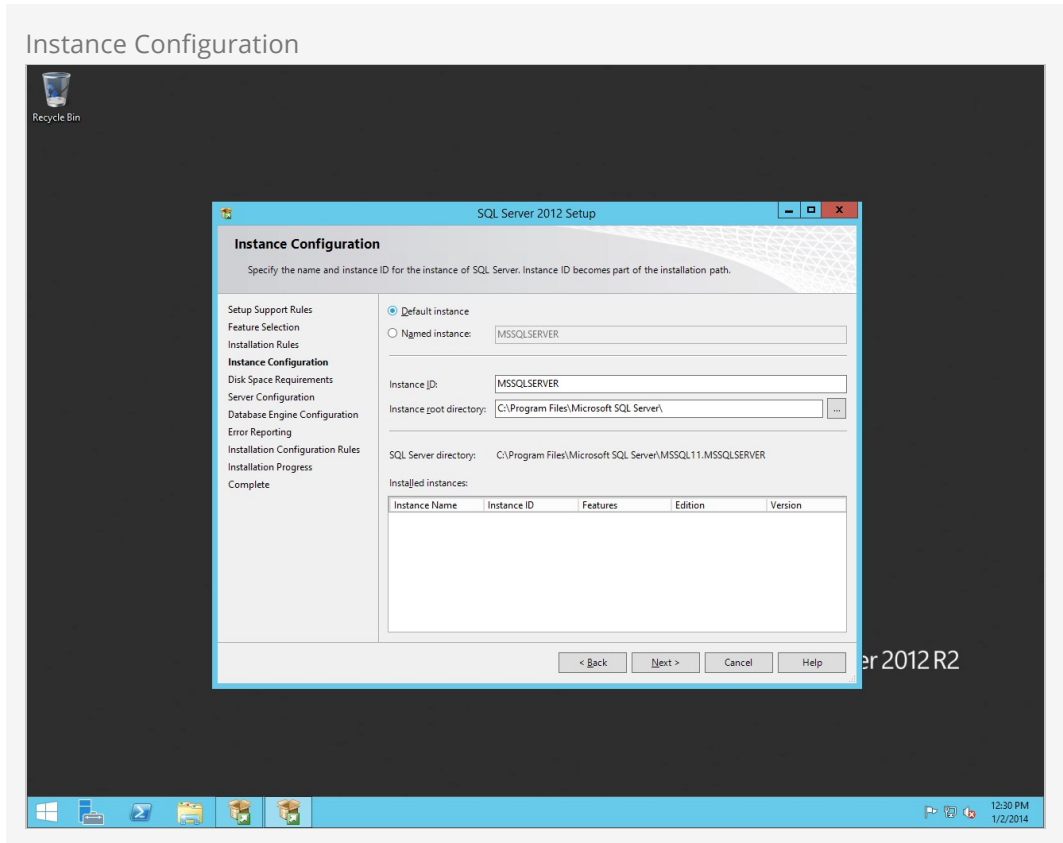 Instance Configuration
Recycle Bin
SQL Server 2012 Setup
Instance Configuration
Specify the name and instance ID for the instance of SQL Server. Instance ID becomes part of the installation path.
Setup Support Rules
Feature Selection
Installation Rules
Instance Configuration
Disk Space Requirements
Server Configuration
Database Engine Configuration
Error Reporting
Installation Configuration Rules
Installation Progress
Complete
Default instance
Named instance: MSSQLSERVER
Instance ID: MSSQLSERVER
Instance root directory: C:\Program Files\Microsoft SQL Server\ ...
SQL Server directory: C:\Program Files\Microsoft SQL Server\MSSQL11.MSSQLSERVER
Installed instances:
Instance Name Instance ID Features Edition Version
< Back Next > Cancel Help
er 2012 R2
12:30 PM
1/2/2014